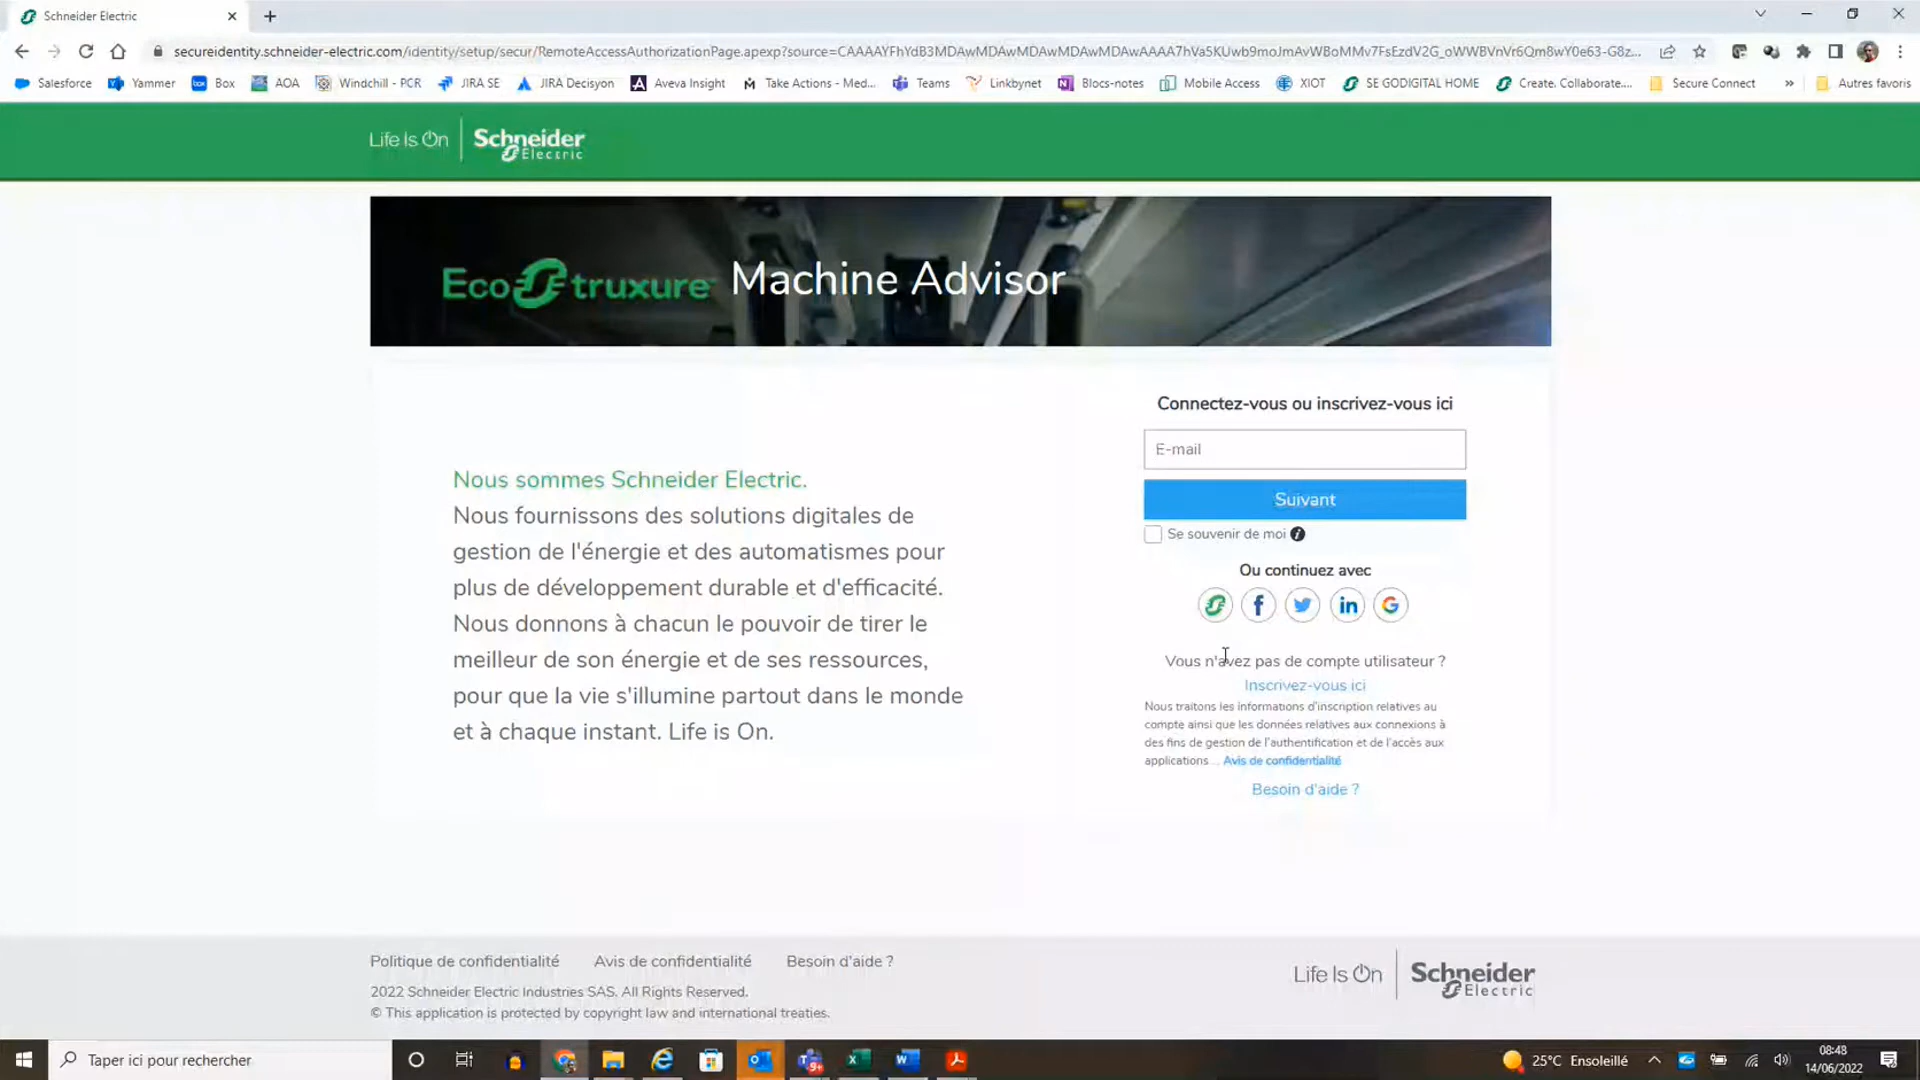 Schneider Electric
secureidentity.schneider-electric.com/identity/setup/secur/RemoteAccessAuthorizationPage.apexp?source=
Salesforce Yammer Box AOA Windchill - PCR JIRA SE JIRA Decisyon Aveva Insight Take Actions - Med... Teams Linkbynet Blocs-notes Mobile Access XIOT SE GODIGITAL HOME Create. Collaborate.... Secure Connect » Autres favoris
Life Is On | Schneider Electric
EcoStruxure™ Machine Advisor
Nous sommes Schneider Electric.
Nous fournissons des solutions digitales de
gestion de l'énergie et des automatismes pour
plus de développement durable et d'efficacité.
Nous donnons à chacun le pouvoir de tirer le
meilleur de son énergie et de ses ressources,
pour que la vie s'illumine partout dans le monde
et à chaque instant. Life is On.
Connectez-vous ou inscrivez-vous ici
E-mail
Suivant
Se souvenir de moi
Ou continuez avec
Vous n'avez pas de compte utilisateur ?
Inscrivez-vous ici
Nous traitons les informations d'inscription relatives au
compte ainsi que les données relatives aux connexions à
des fins de gestion de l'authentification et de l'accès aux
applications... Avis de confidentialité
Besoin d'aide ?
Politique de confidentialité Avis de confidentialité Besoin d'aide ?
2022 Schneider Electric Industries SAS. All Rights Reserved.
© This application is protected by copyright law and international treaties.
Life Is On | Schneider Electric
Taper ici pour rechercher
25°C Ensoleillé
08:48
14/06/2022